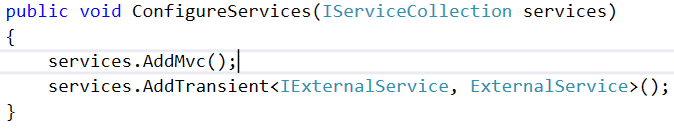 public void ConfigureServices(IServiceCollection services)
{
    services.AddMvc();
    services.AddTransient<IExternalService, ExternalService>();
}